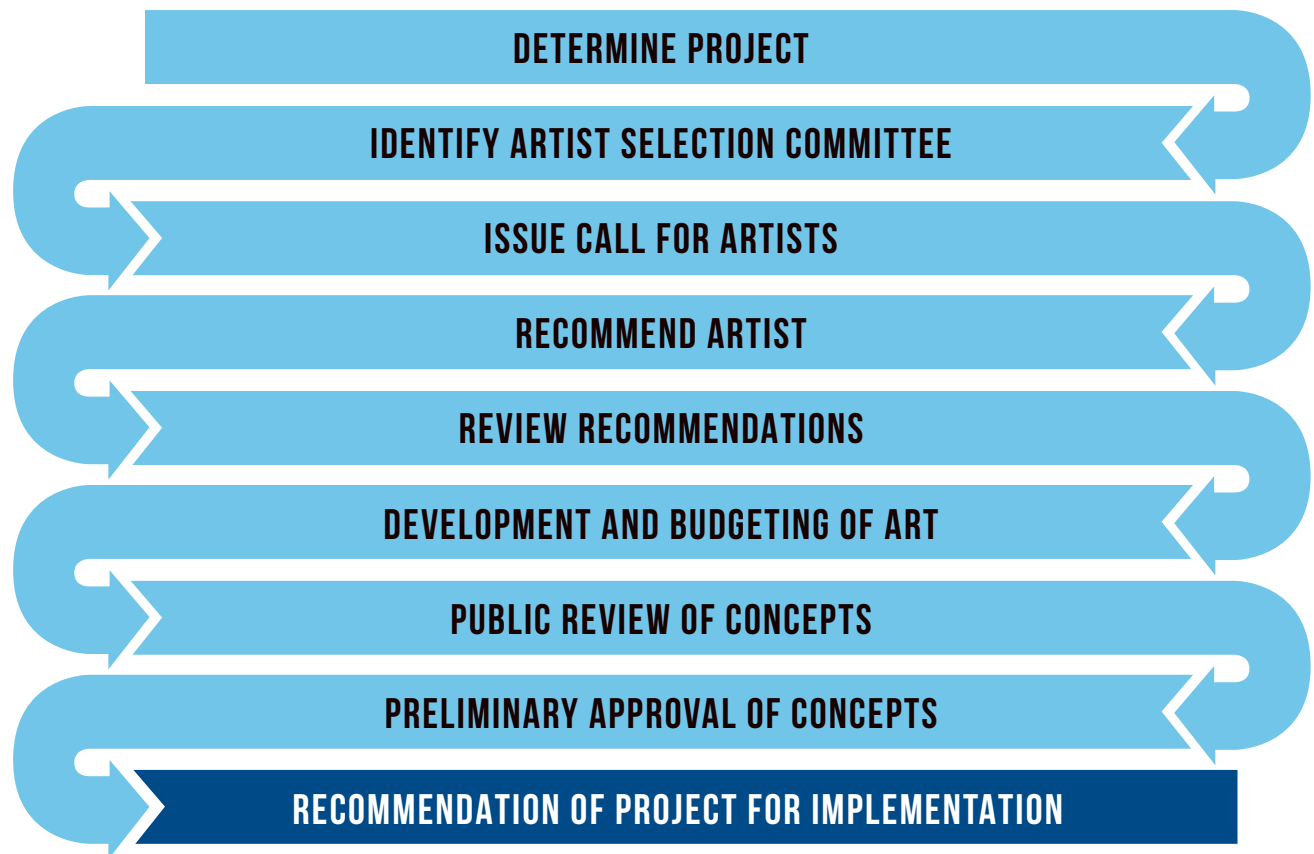 DETERMINE PROJECT
IDENTIFY ARTIST SELECTION COMMITTEE
ISSUE CALL FOR ARTISTS
RECOMMEND ARTIST
REVIEW RECOMMENDATIONS
DEVELOPMENT AND BUDGETING OF ART
PUBLIC REVIEW OF CONCEPTS
PRELIMINARY APPROVAL OF CONCEPTS
RECOMMENDATION OF PROJECT FOR IMPLEMENTATION